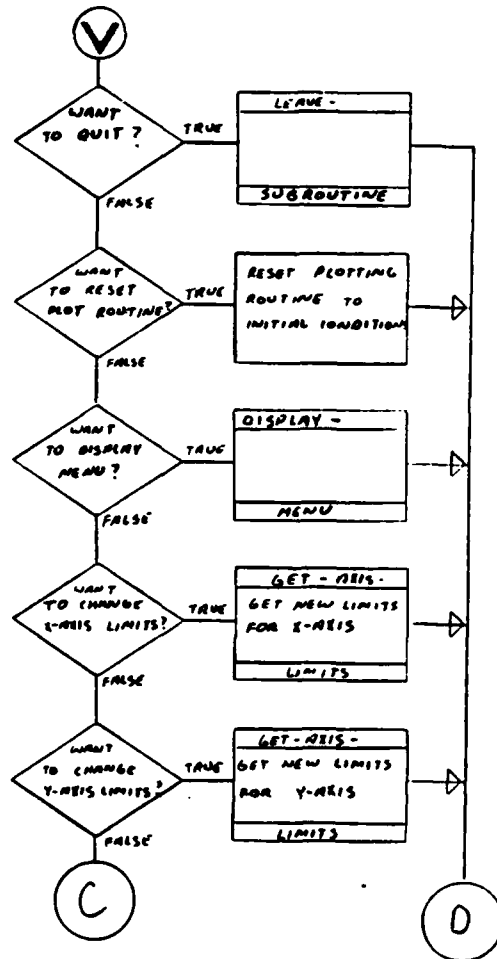 V
WANT
TO QUIT?
TRUE
LEAVE-
SUBROUTINE
FALSE
WANT
TO RESET
PLOT ROUTINE?
TRUE
RESET PLOTTING
ROUTINE TO
INITIAL CONDITIONS
FALSE
WANT
TO DISPLAY
MENU?
TRUE
DISPLAY-
MENU
FALSE
WANT
TO CHANGE
X-AXIS LIMITS?
TRUE
GET-AXIS-
GET NEW LIMITS
FOR X-AXIS
LIMITS
FALSE
WANT
TO CHANGE
Y-AXIS LIMITS?
TRUE
GET-AXIS-
GET NEW LIMITS
FOR Y-AXIS
LIMITS
FALSE
C
D